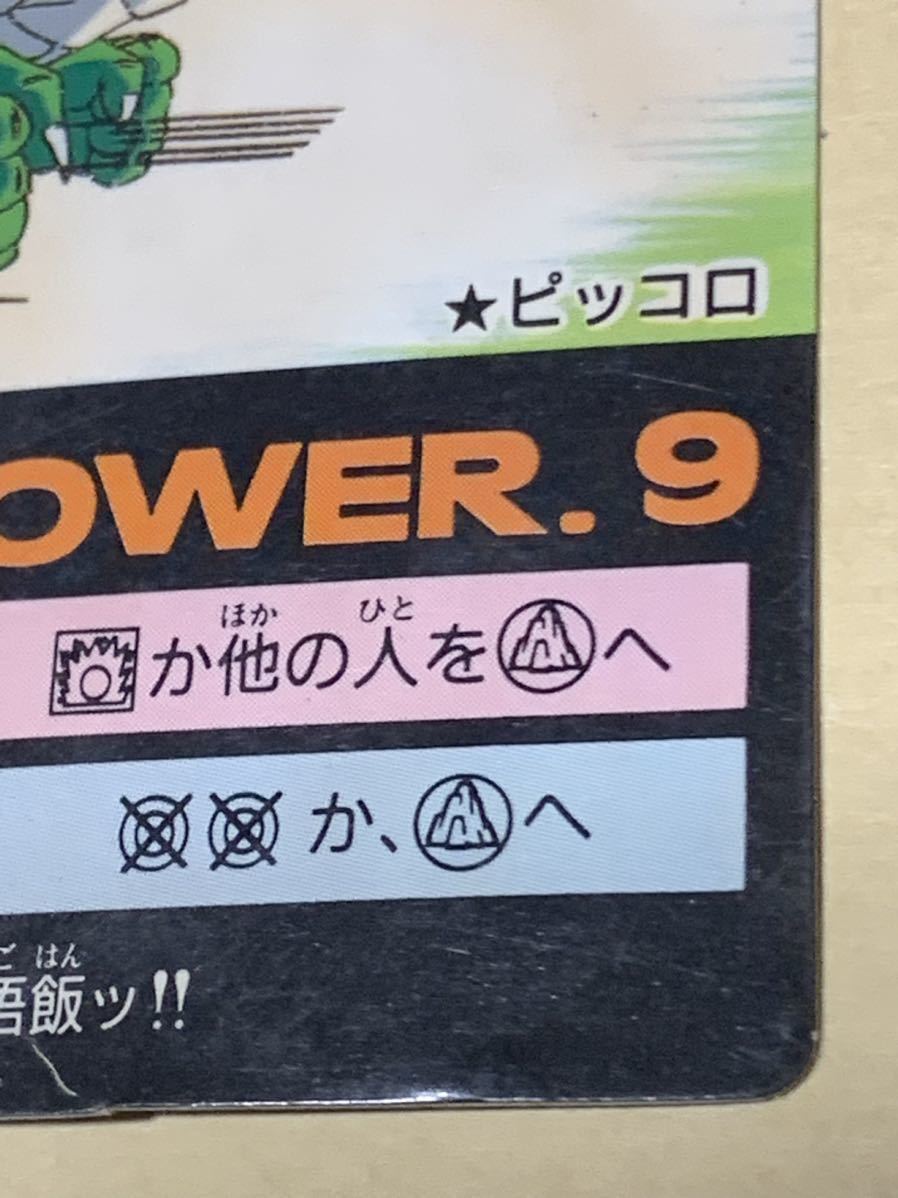 ★ピッコロ
OWER. 9
か他の人をへ
ほか ひと
か、へ
ごはん
悟飯ッ!!